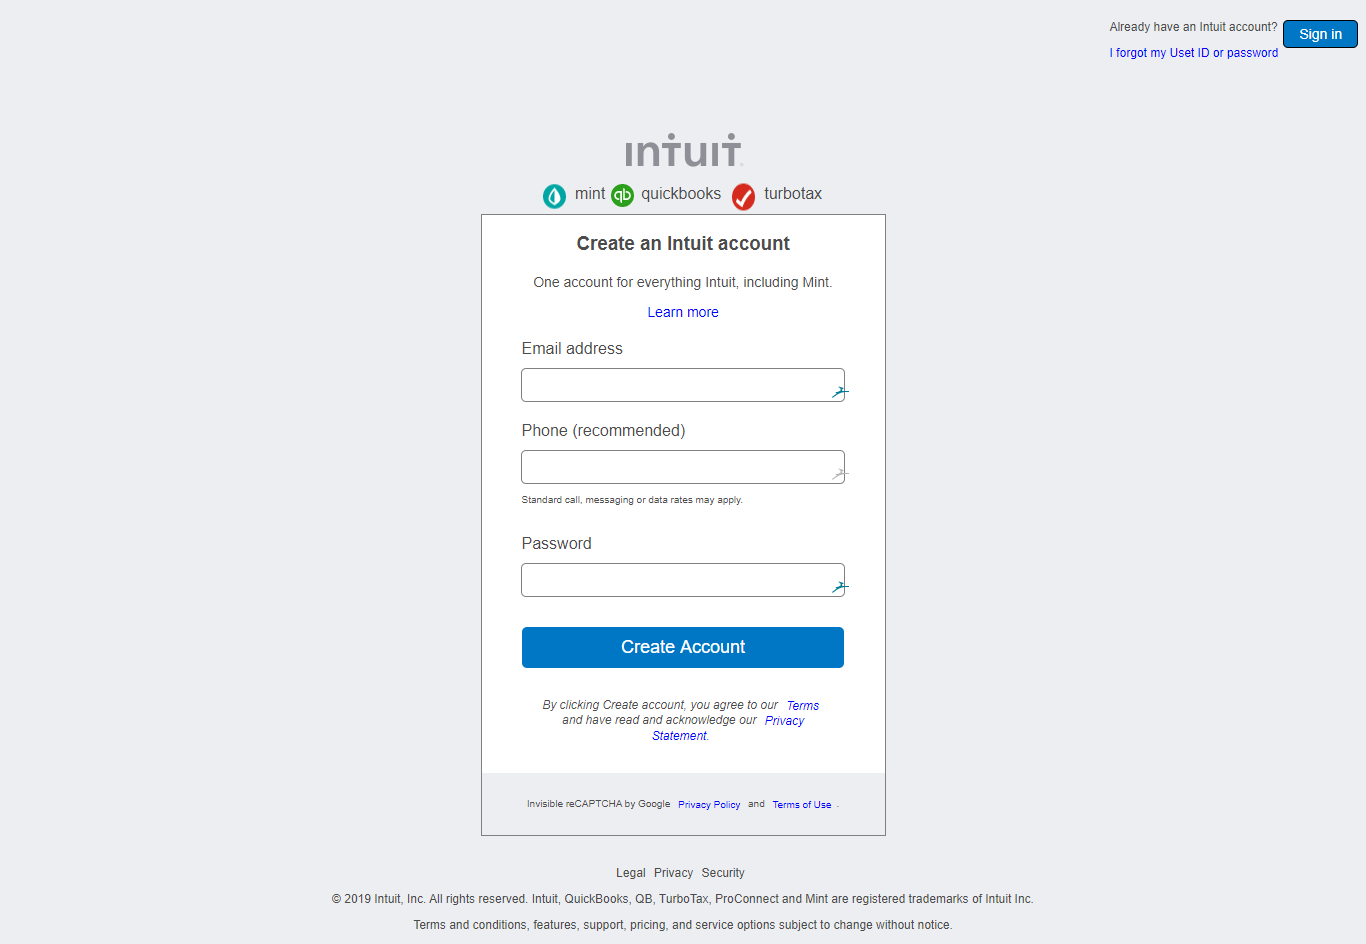 Already have an Intuit account?
Sign in
I forgot my Uset ID or password
intuit
mint
qb
quickbooks
turbotax
Create an Intuit account
One account for everything Intuit, including Mint.
Learn more
Email address
Phone (recommended)
Standard call, messaging or data rates may apply.
Password
Create Account
By clicking Create account, you agree to our Terms
and have read and acknowledge our Privacy
Statement.
Invisible reCAPTCHA by Google Privacy Policy and Terms of Use .
Legal Privacy Security
© 2019 Intuit, Inc. All rights reserved. Intuit, QuickBooks, QB, TurboTax, ProConnect and Mint are registered trademarks of Intuit Inc.
Terms and conditions, features, support, pricing, and service options subject to change without notice.